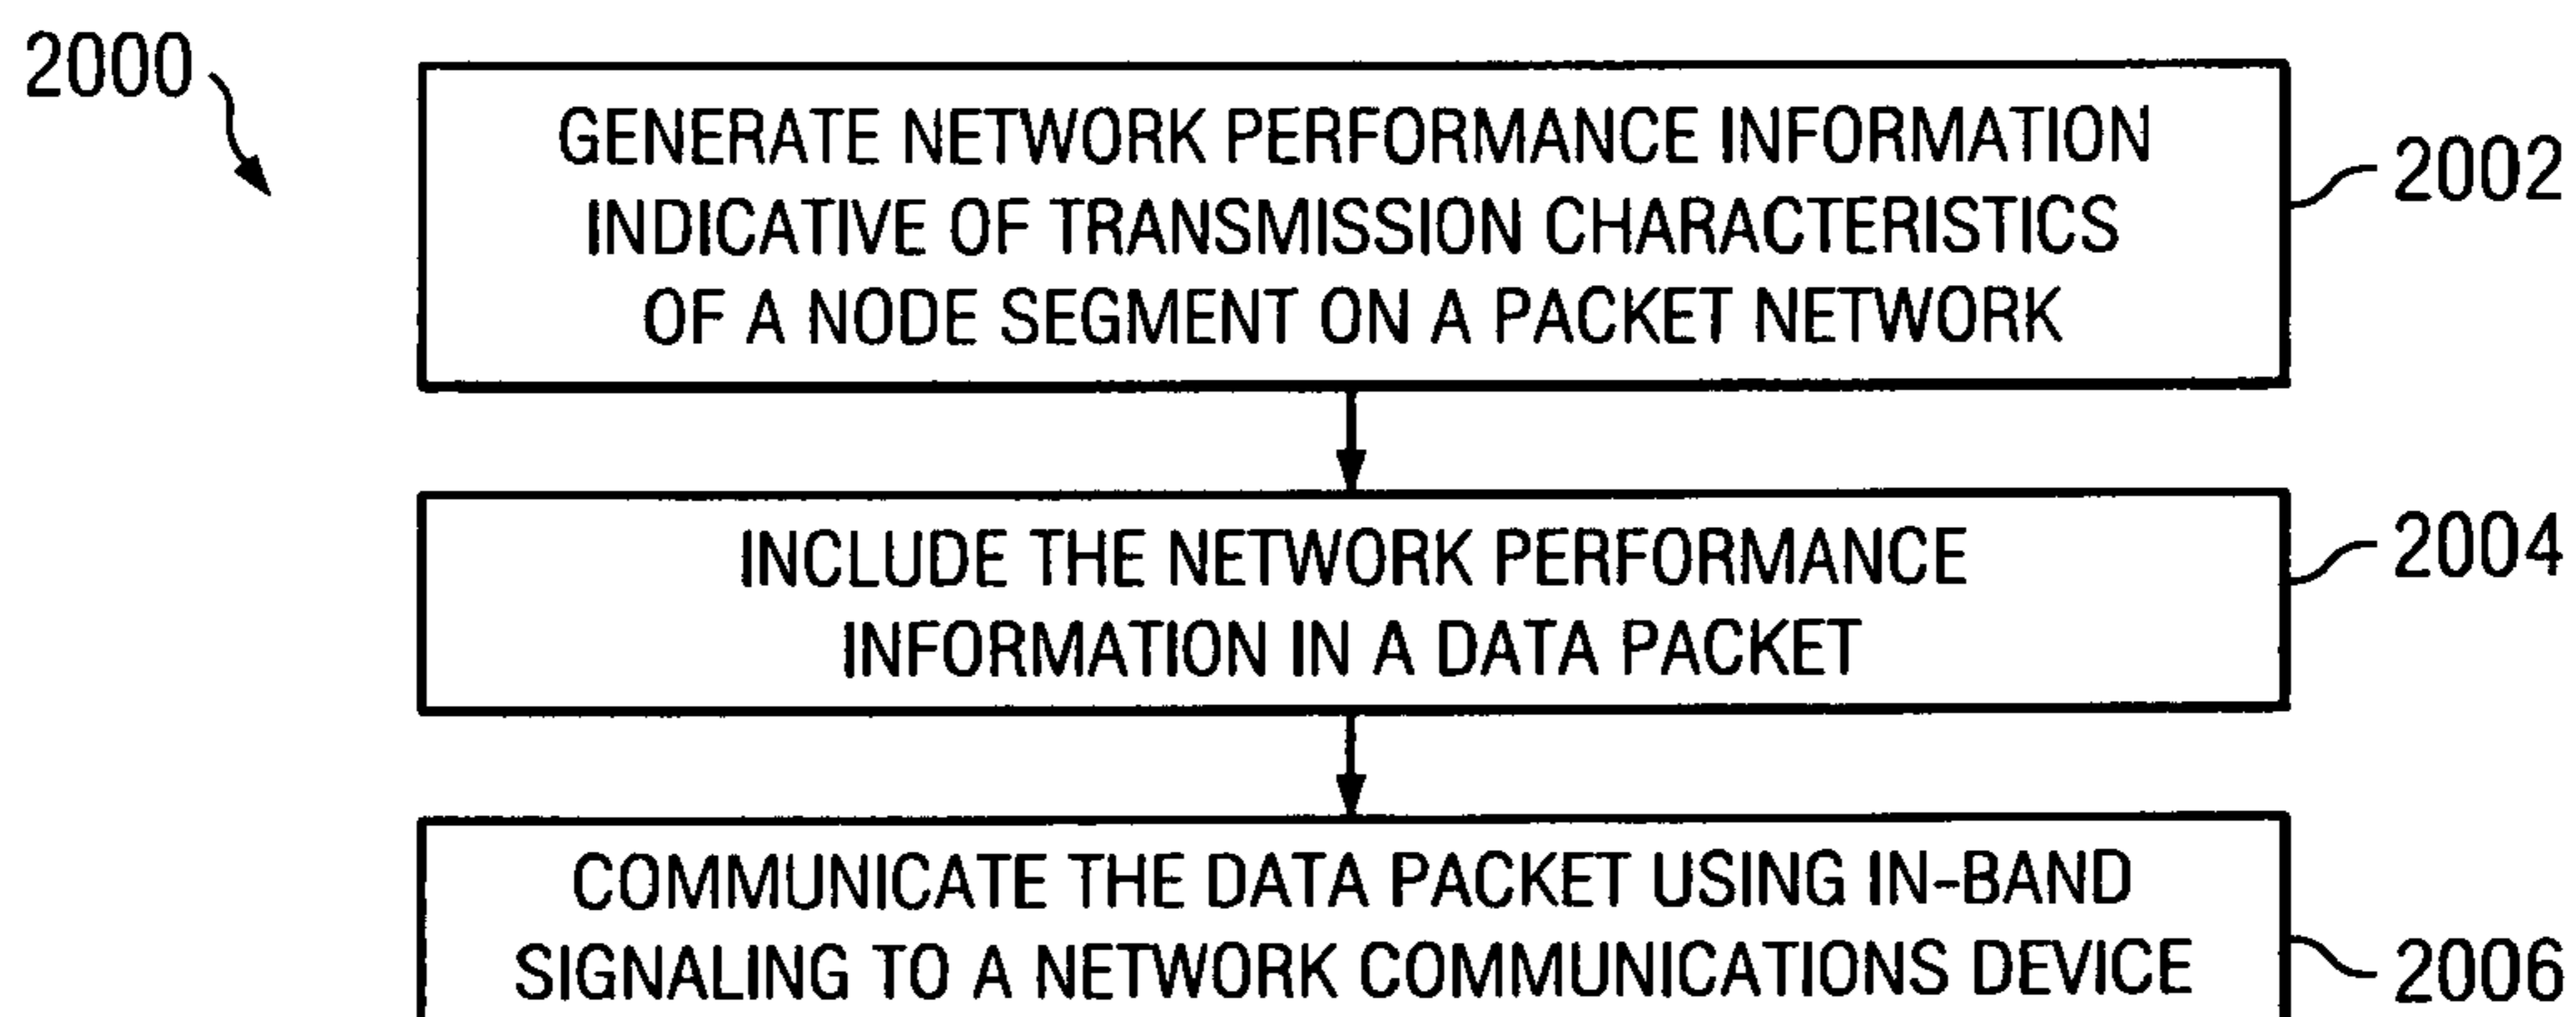 2000
GENERATE NETWORK PERFORMANCE INFORMATION
INDICATIVE OF TRANSMISSION CHARACTERISTICS
OF A NODE SEGMENT ON A PACKET NETWORK
2002
INCLUDE THE NETWORK PERFORMANCE
INFORMATION IN A DATA PACKET
2004
COMMUNICATE THE DATA PACKET USING IN-BAND
SIGNALING TO A NETWORK COMMUNICATIONS DEVICE
2006